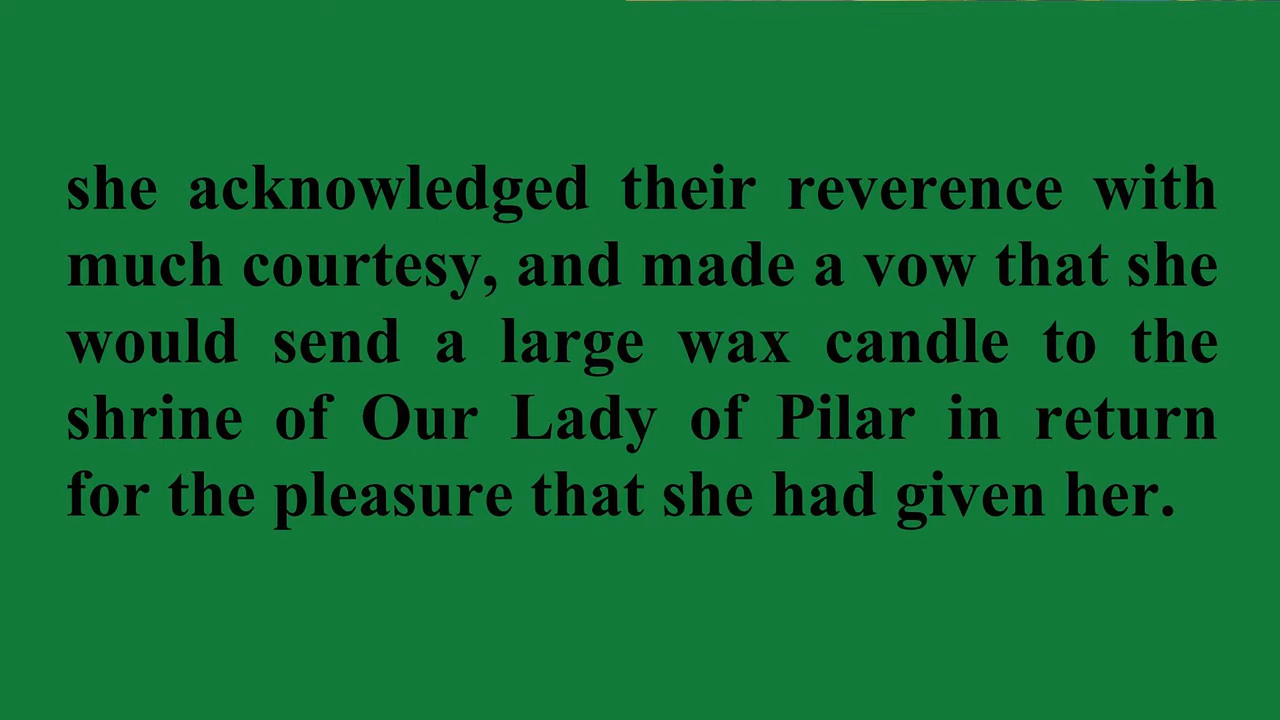 she acknowledged their reverence with
much courtesy, and made a vow that she
would send a large wax candle to the
shrine of Our Lady of Pilar in return
for the pleasure that she had given her.